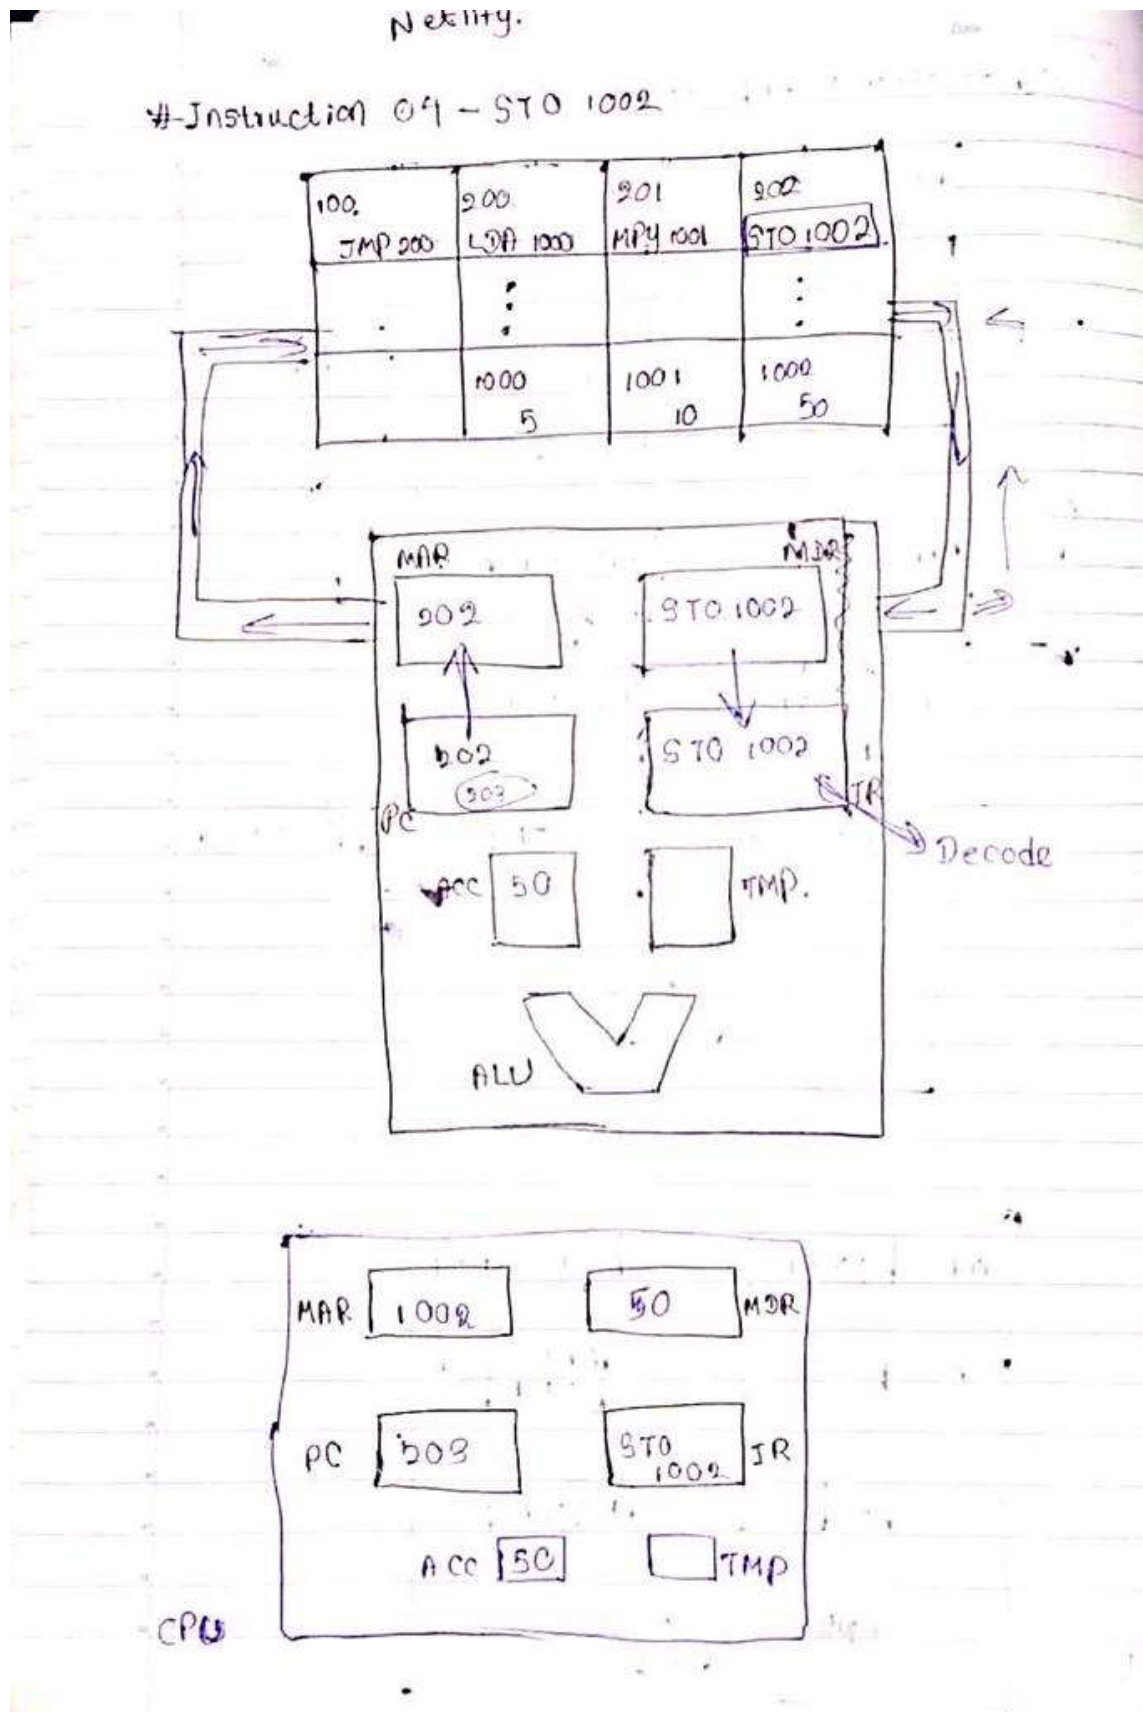 Netlity.
#-Instruction 04 - STO 1002
100. 200 201 202
JMP 200 LDA 1000 MPY 1001 STO 1002
1000 1001 1002
5 10 50
MAR MDR
202 STO 1002
202 STO 1002
203 IR
PC
Decode
ACC 50 TMP.
ALU
MAR 1002 50 MDR
PC 203 STO
1002 IR
ACC 50 TMP
CPU